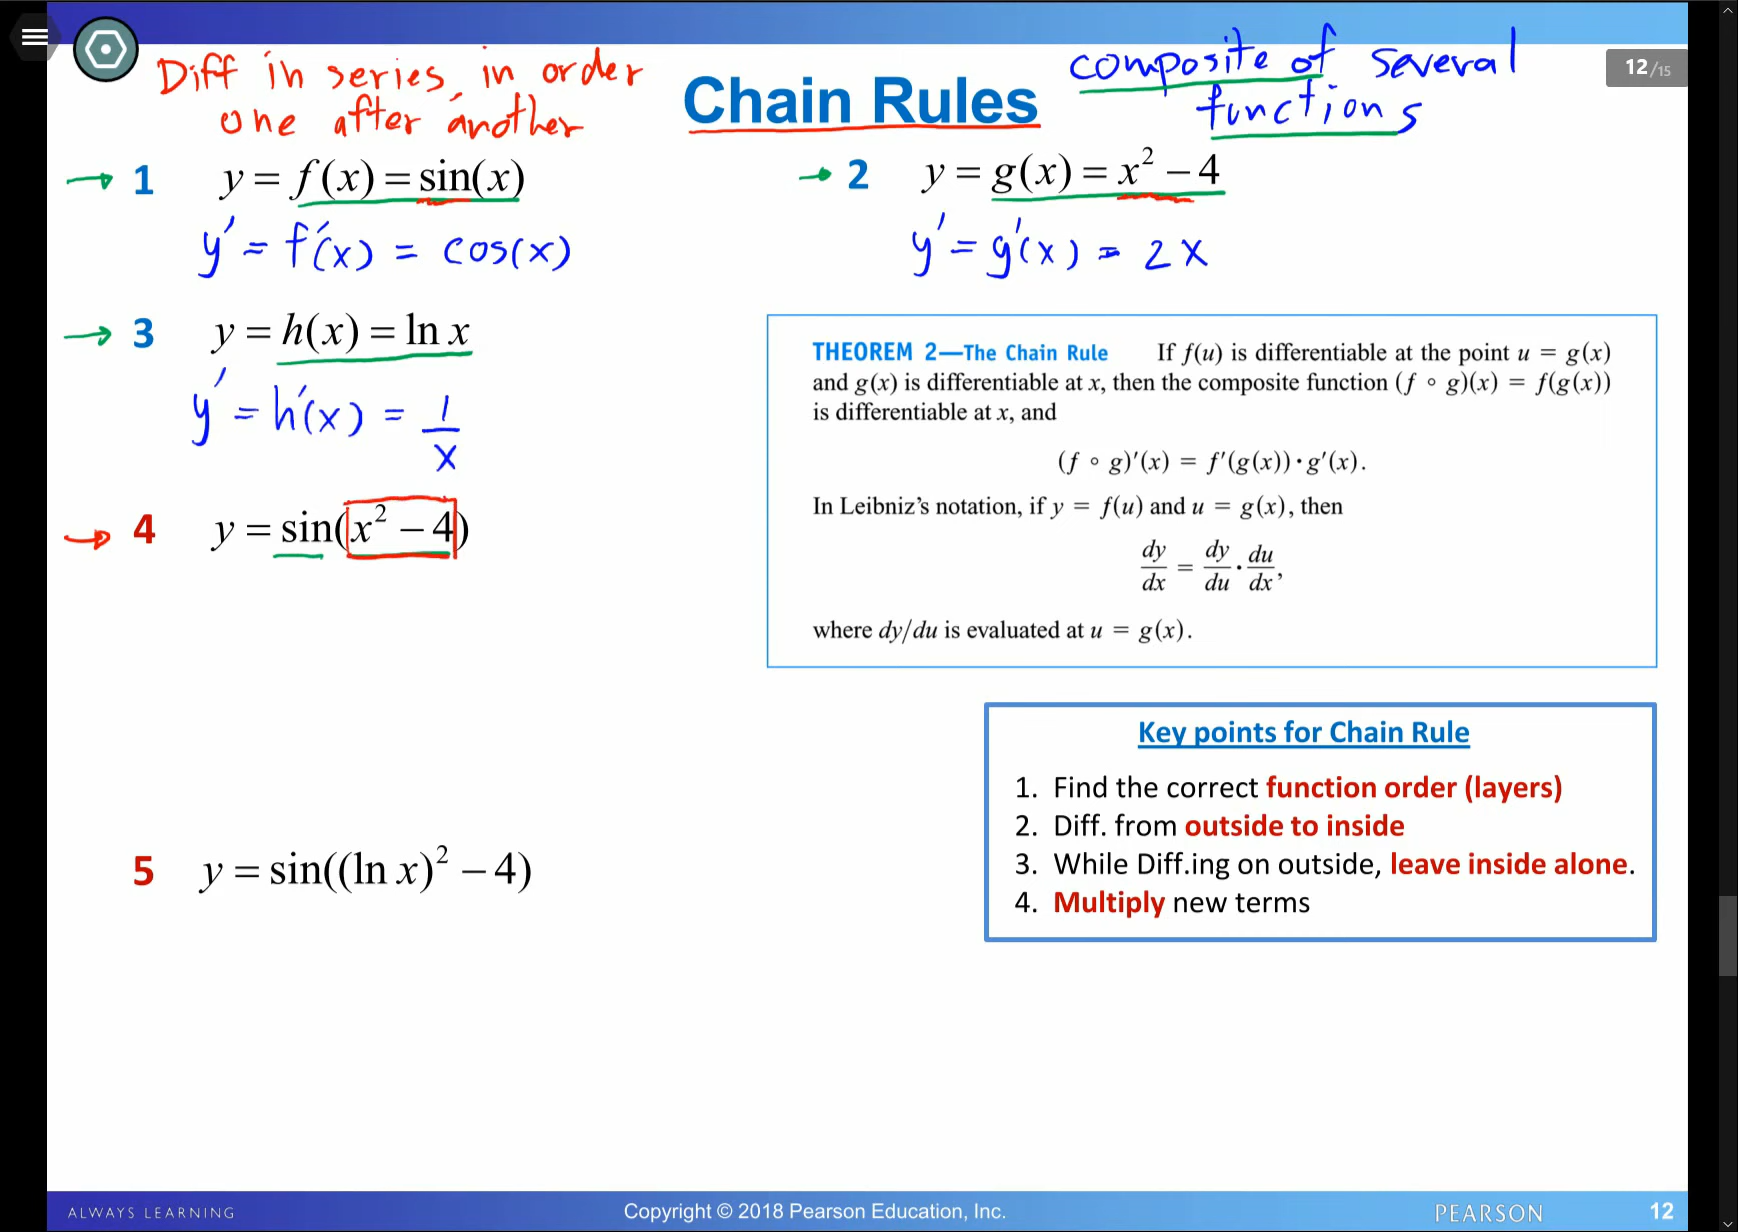 Diff in series, in order
one after another
Chain Rules
composite of several
functions
12/15
→ 1 y = f(x) = sin(x)
y' = f'(x) = cos(x)
→ 2 y = g(x) = x² − 4
y' = g'(x) = 2x
→ 3 y = h(x) = ln x
y' = h'(x) = 1/x
→ 4 y = sin(x² − 4)
THEOREM 2—The Chain Rule If f(u) is differentiable at the point u = g(x)
and g(x) is differentiable at x, then the composite function (f ∘ g)(x) = f(g(x))
is differentiable at x, and
(f ∘ g)′(x) = f′(g(x)) · g′(x).
In Leibniz’s notation, if y = f(u) and u = g(x), then
dy/dx = dy/du · du/dx,
where dy/du is evaluated at u = g(x).
Key points for Chain Rule
1. Find the correct function order (layers)
2. Diff. from outside to inside
3. While Diff.ing on outside, leave inside alone.
4. Multiply new terms
5 y = sin((ln x)² − 4)
ALWAYS LEARNING
Copyright © 2018 Pearson Education, Inc.
PEARSON
12